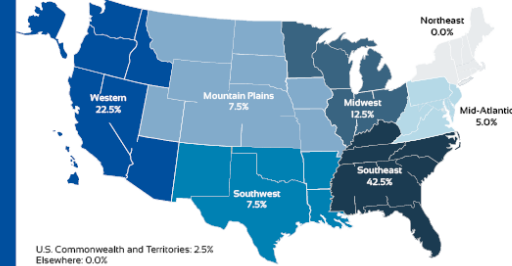 Northeast
0.0%
Western
22.5%
Mountain Plains
7.5%
Midwest
12.5%
Mid-Atlantic
5.0%
Southeast
42.5%
Southwest
7.5%
U.S. Commonwealth and Territories: 2.5%
Elsewhere: 0.0%